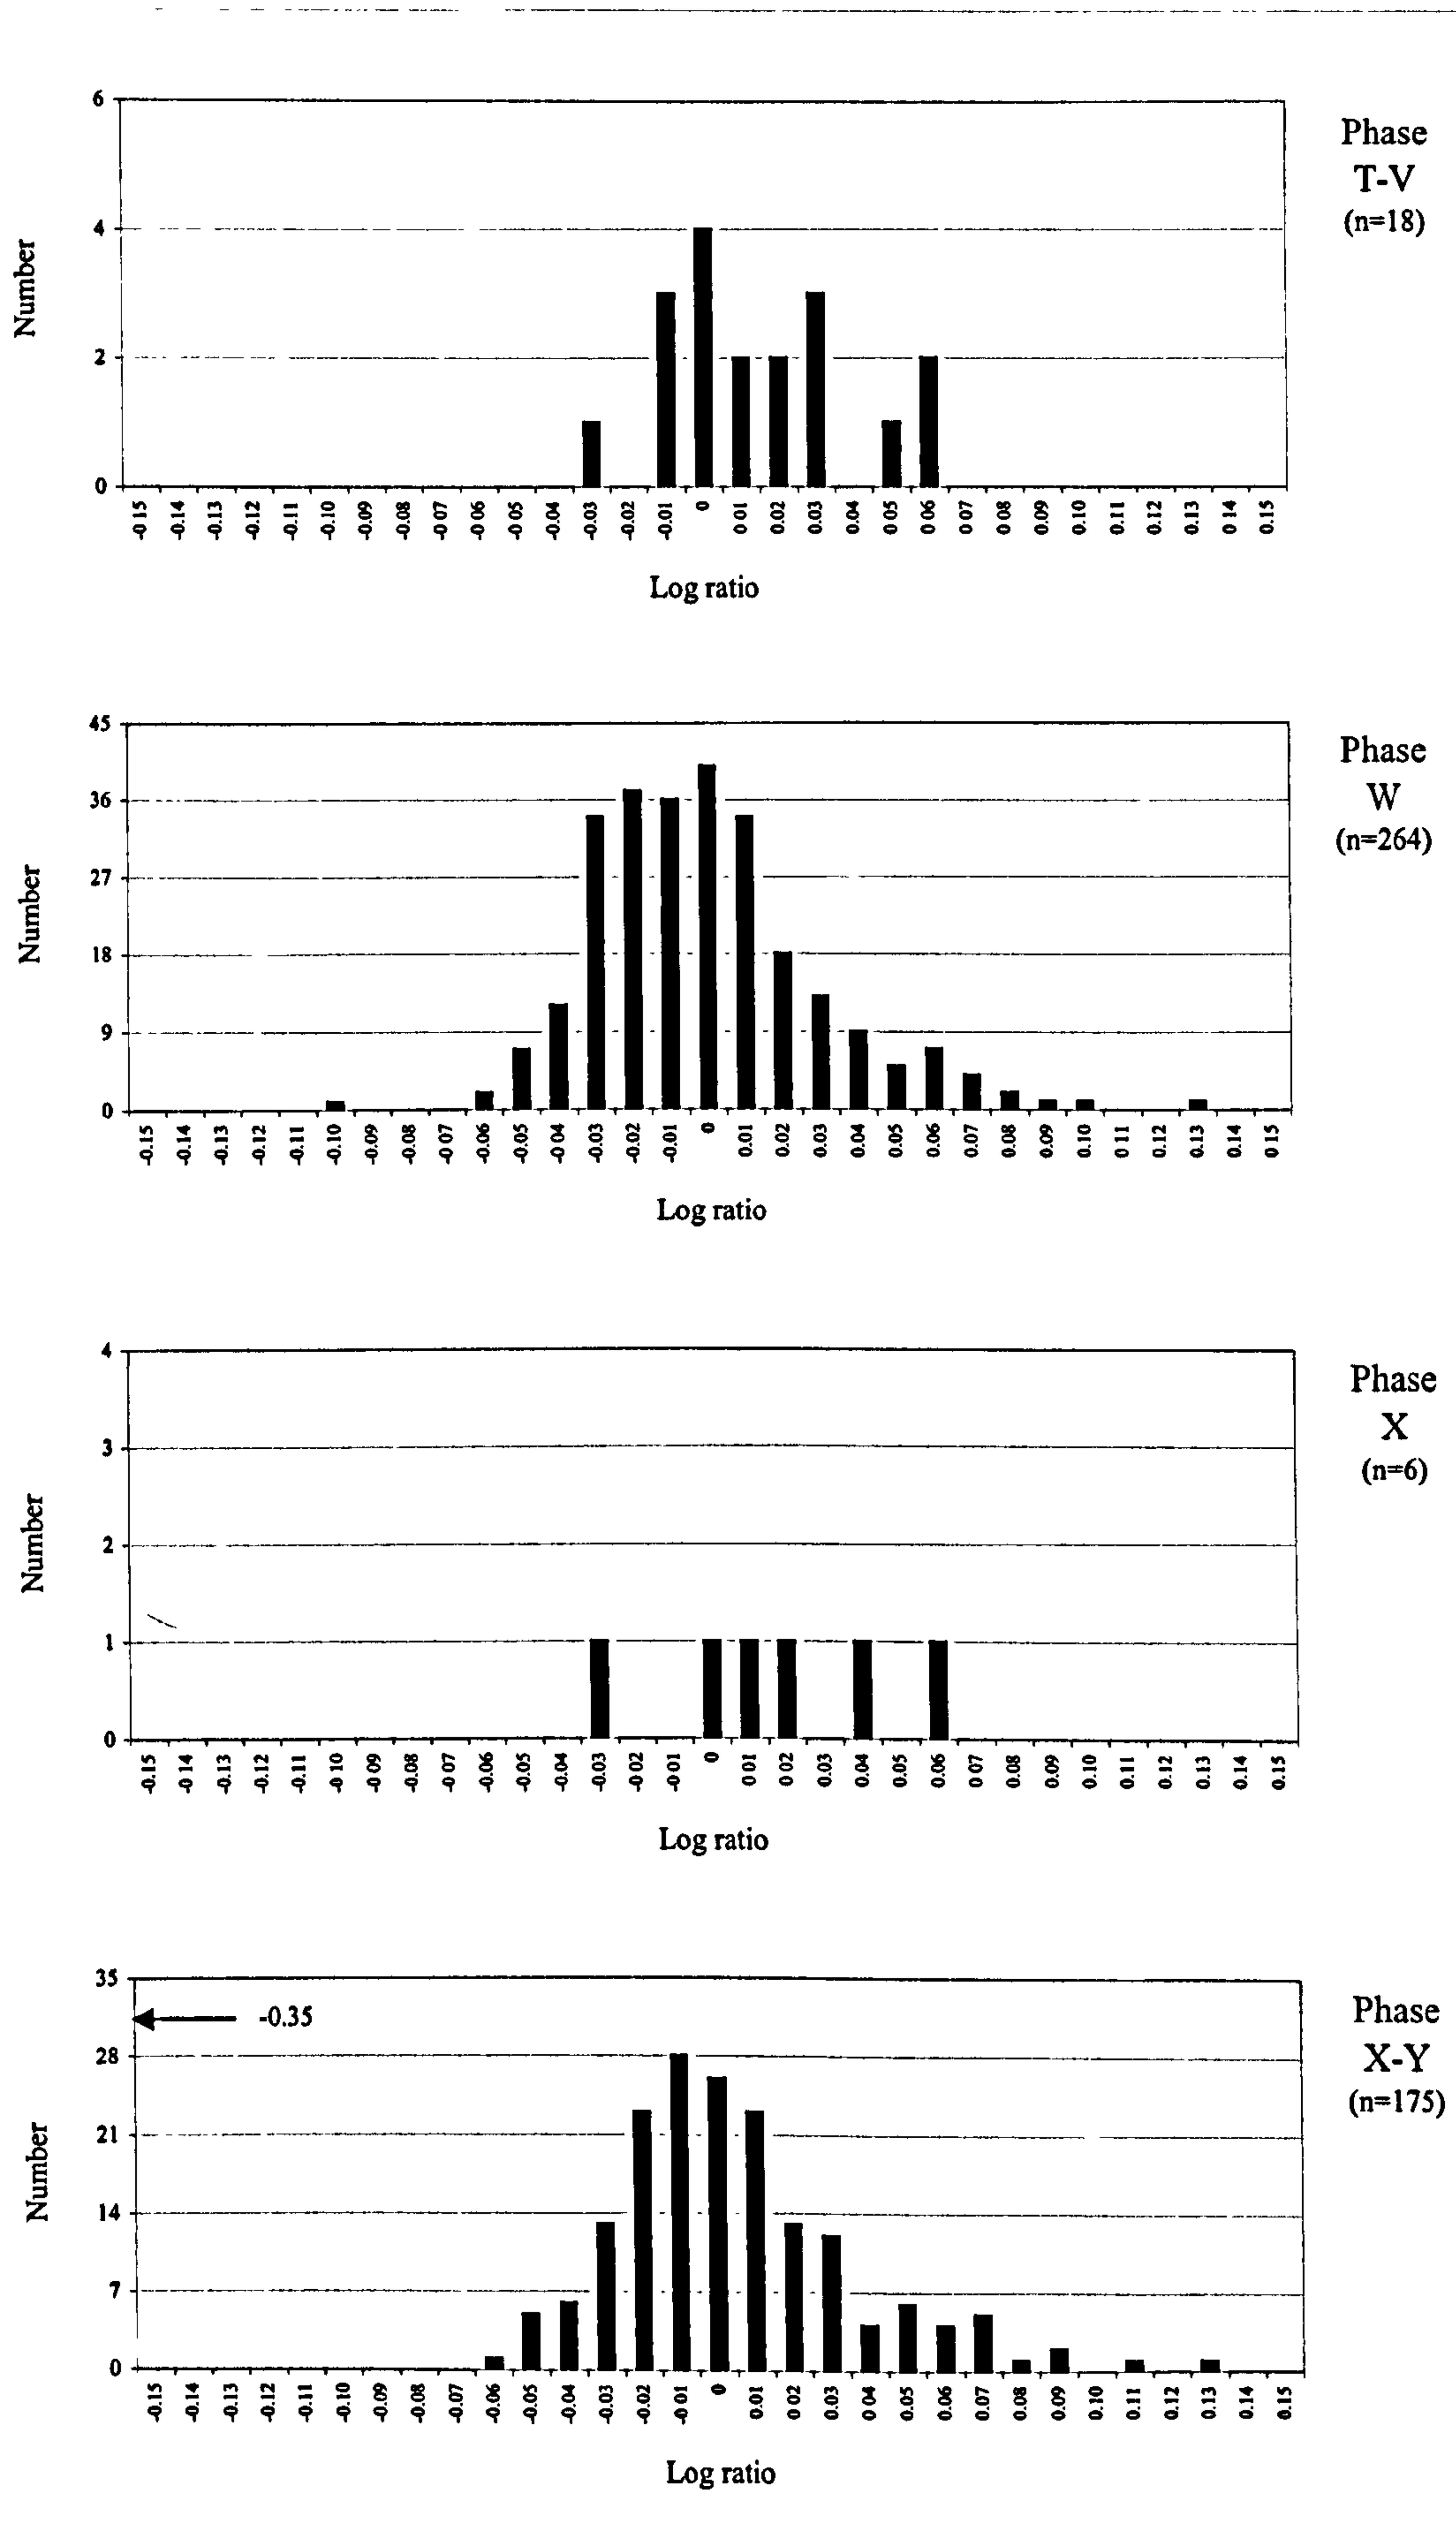 6
4
2
0
Number
-0.15 -0.14 -0.13 -0.12 -0.11 -0.10 -0.09 -0.08 -0.07 -0.06 -0.05 -0.04 -0.03 -0.02 -0.01 0 0.01 0.02 0.03 0.04 0 05 0 06 0 07 0 08 0.09 0.10 0.11 0.12 0.13 0 14 0.15
Log ratio
Phase
T-V
(n=18)
45
36
27
18
9
0
Number
-0.15 -0.14 -0.13 -0.12 -0.11 -0.10 -0.09 -0.08 -0.07 -0.06 -0.05 -0.04 -0.03 -0.02 -0.01 0 0.01 0.02 0.03 0.04 0.05 0.06 0.07 0.08 0.09 0.10 0 11 0.12 0.13 0.14 0 15
Log ratio
Phase
W
(n=264)
4
3
2
1
0
Number
-0.15 -0 14 -0.13 -0.12 -0.11 -0.10 -0.09 -0.08 -0.07 -0.06 -0.05 -0.04 -0.03 -0 02 -0 01 0 0 01 0 02 0.03 0.04 0.05 0.06 0 07 0.08 0.09 0.10 0.11 0.12 0.13 0.14 0.15
Log ratio
Phase
X
(n=6)
35
28
21
14
7
0
Number
-0.35
-0.15 -0.14 -0.13 -0.12 -0.11 -0.10 -0.09 -0.08 -0.07 -0.06 -0.05 -0.04 -0.03 -0.02 -0 01 0 0.01 0 02 0.03 0 04 0.05 0 06 0.07 0.08 0.09 0.10 0.11 0.12 0.13 0.14 0.15
Log ratio
Phase
X-Y
(n=175)